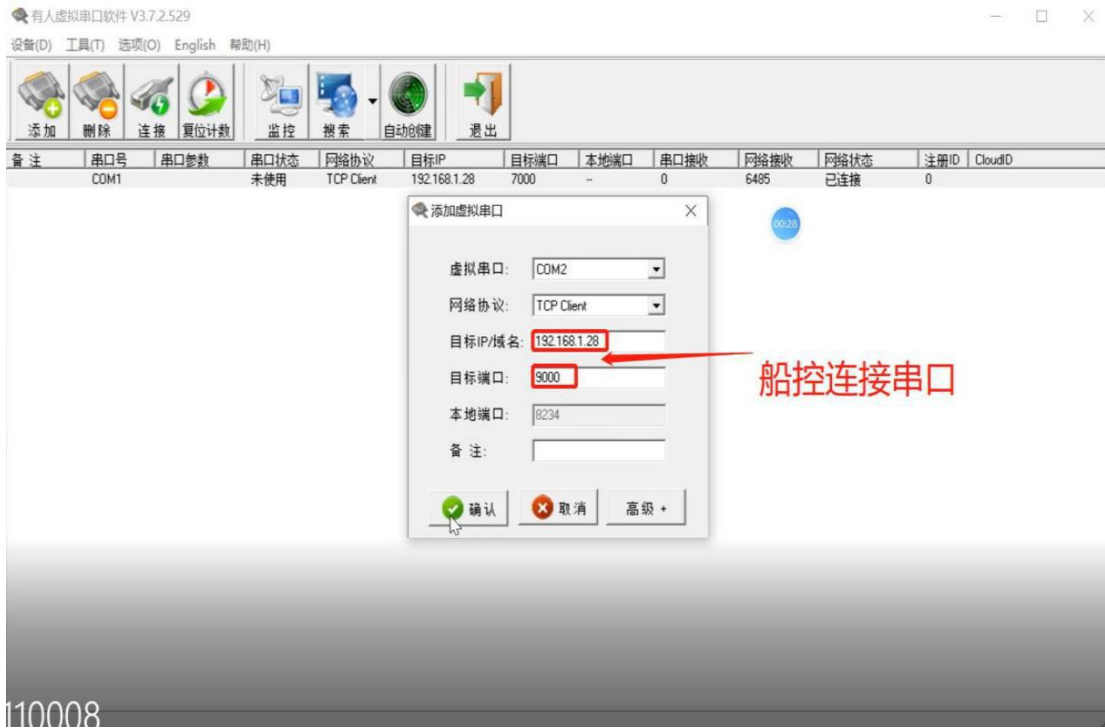 有人虚拟串口软件 V3.7.2.529
设备(D) 工具(T) 选项(O) English 帮助(H)
添加 删除 连接 复位计数 监控 搜索 自动创建 退出
备注 串口号 串口参数 串口状态 网络协议 目标IP 目标端口 本地端口 串口接收 网络接收 网络状态 注册ID CloudID
COM1 未使用 TCP Client 192.168.1.28 7000 -- 0 6485 已连接 0
添加虚拟串口
00:28
虚拟串口: COM2
网络协议: TCP Client
目标IP/域名: 192.168.1.28
目标端口: 9000
船控连接串口
本地端口: 8234
备注:
确认 取消 高级 +
110008